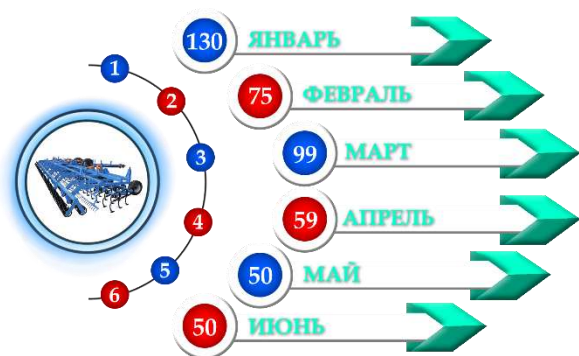 1
130 ЯНВАРЬ
2
75 ФЕВРАЛЬ
3
99 МАРТ
4
59 АПРЕЛЬ
5
50 МАЙ
6
50 ИЮНЬ